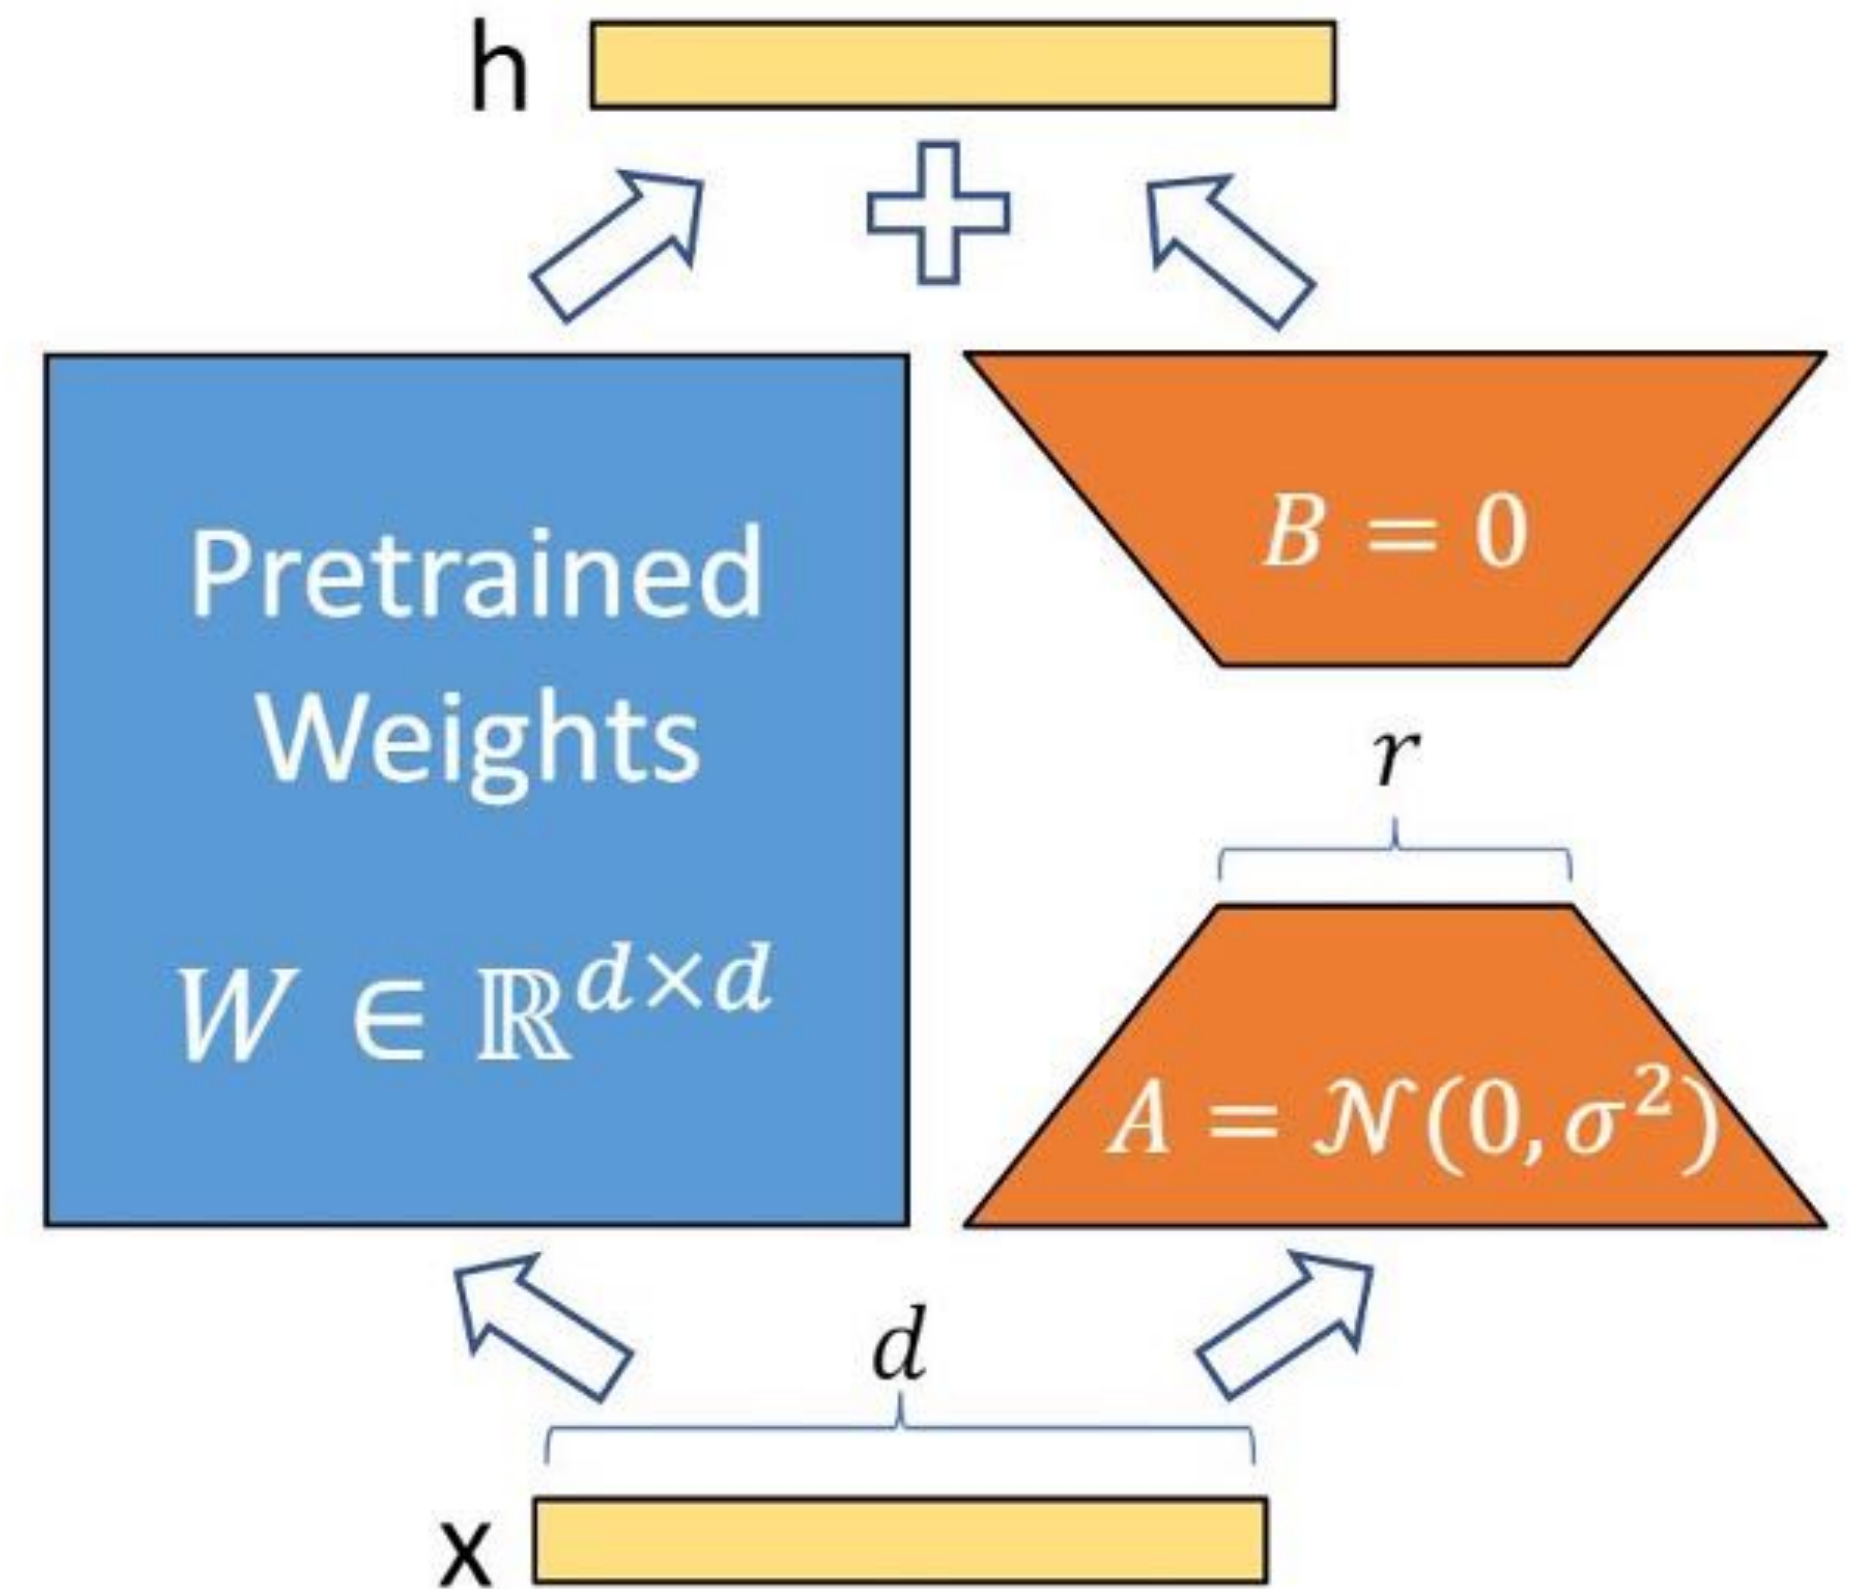 h
Pretrained
Weights
W ∈ ℝ^{d×d}
B = 0
r
A = 𝒩(0, σ²)
d
x